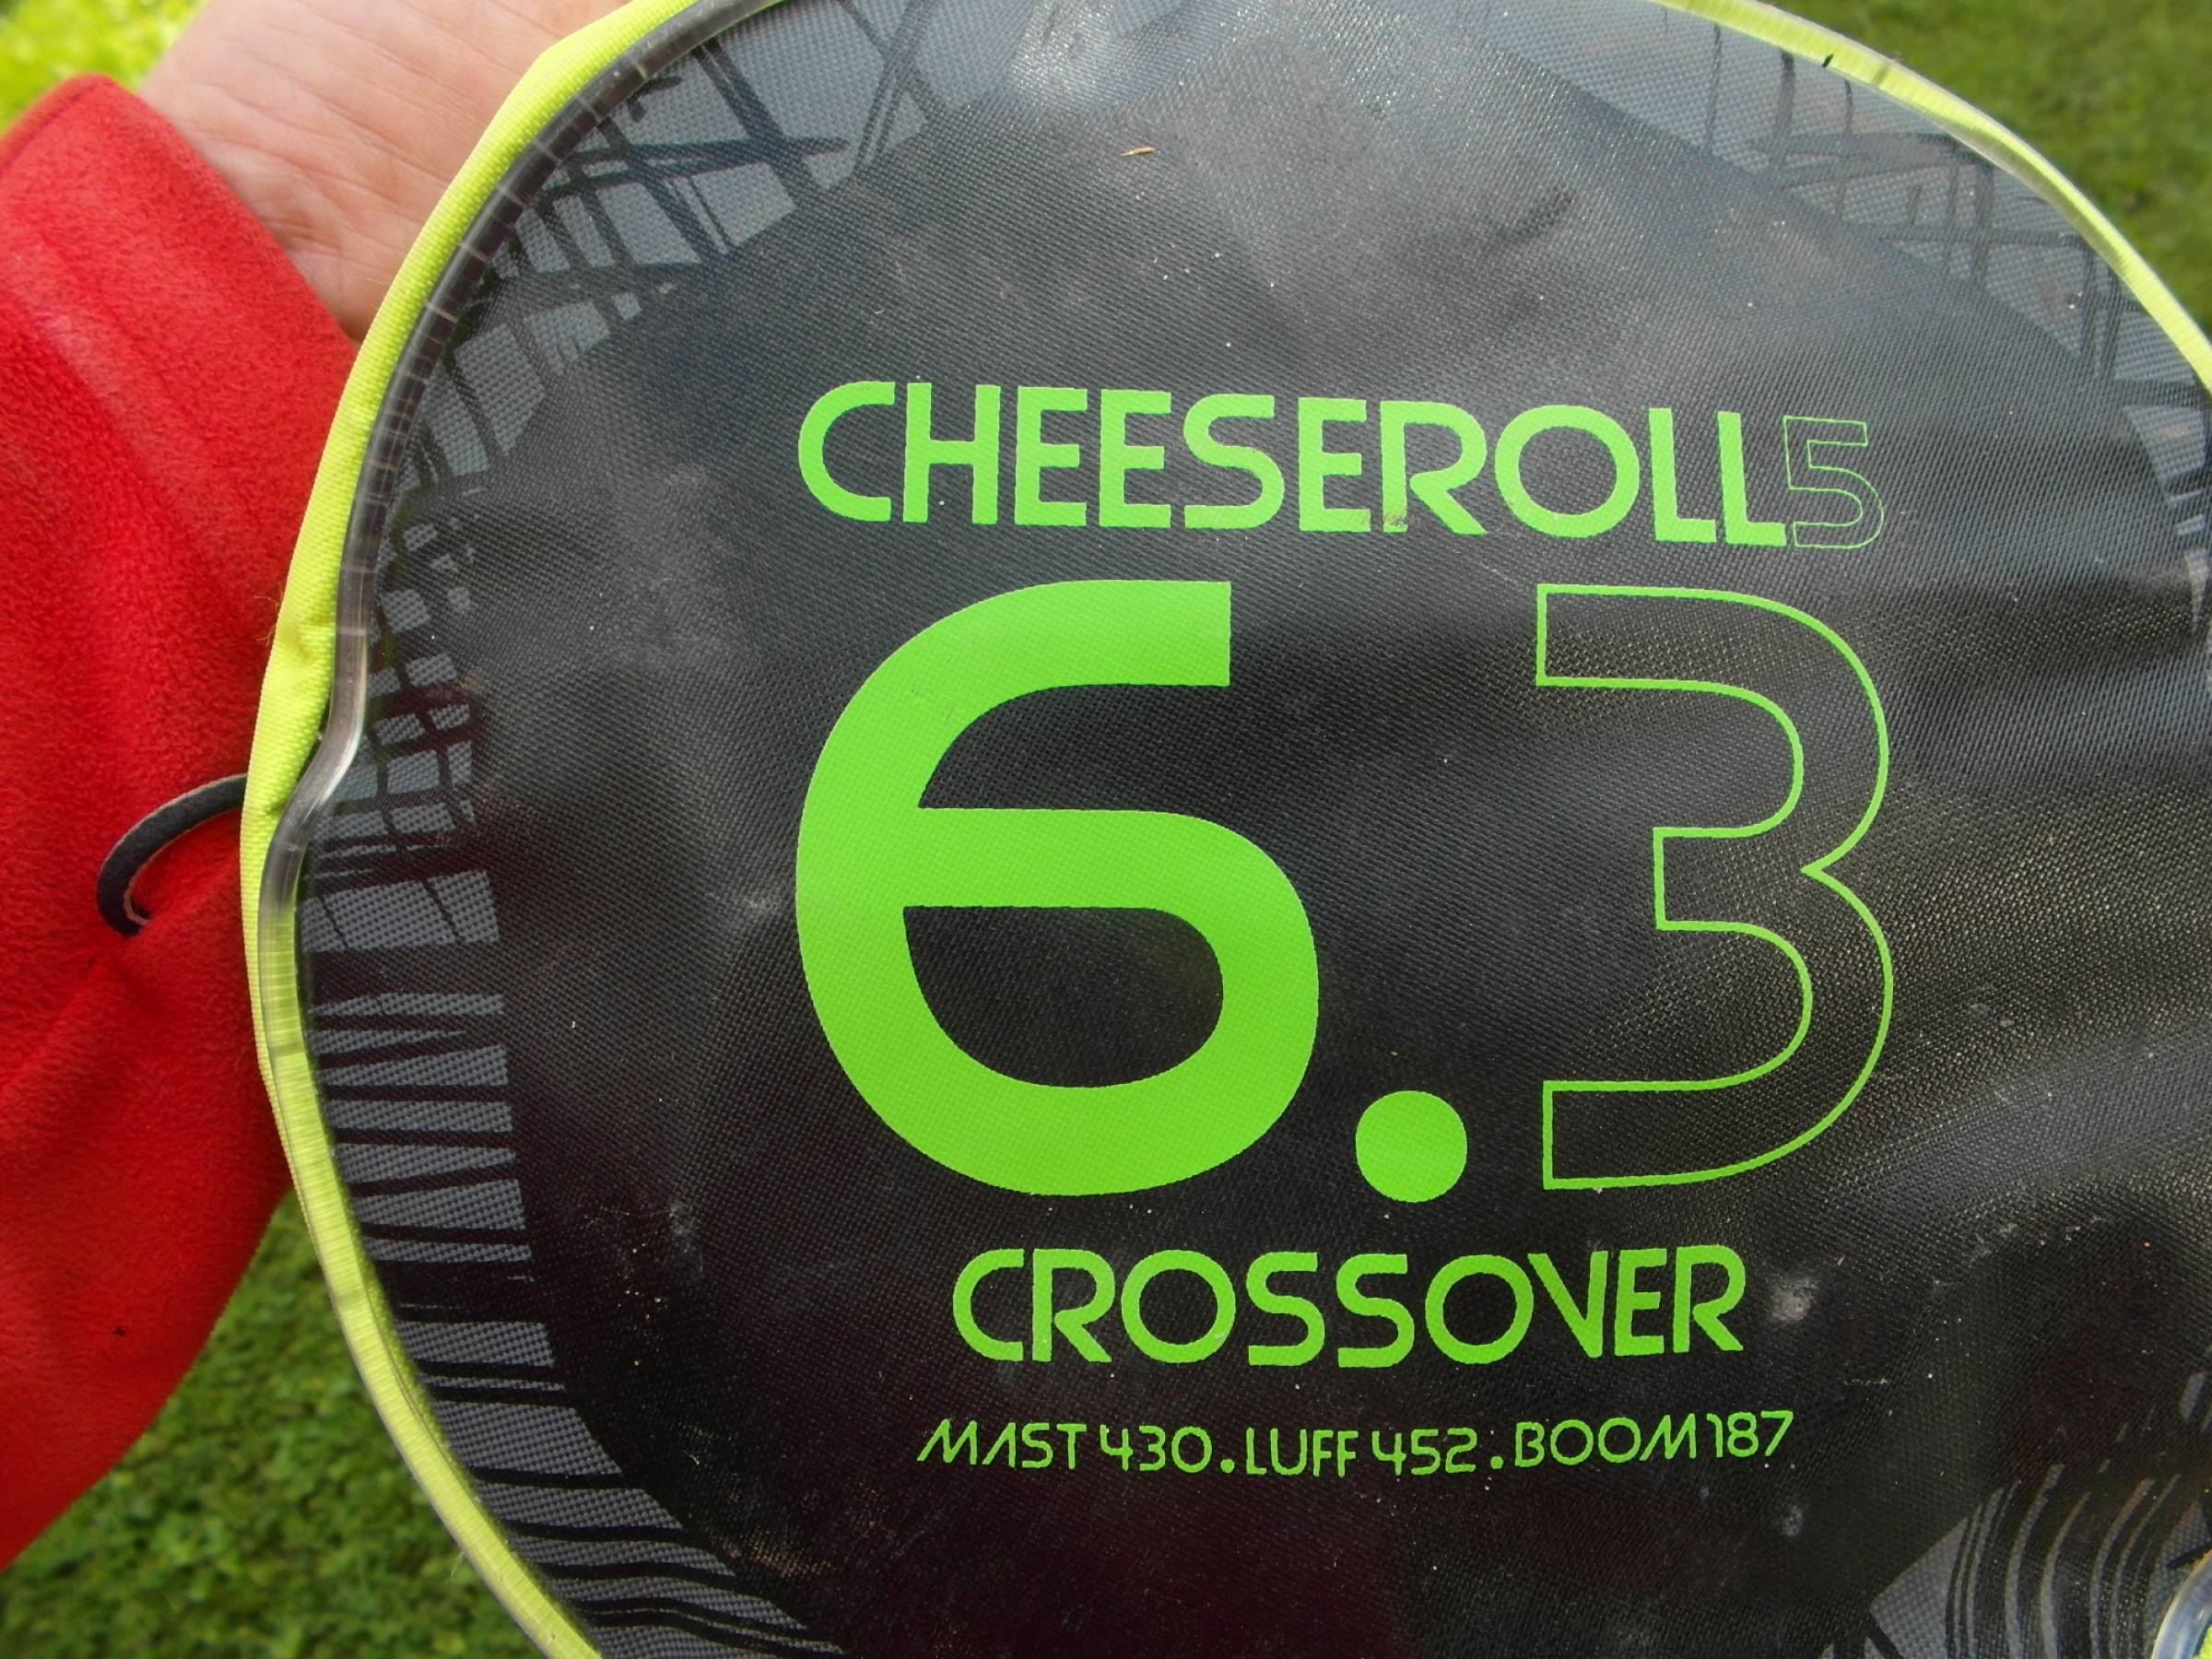 CHEESEROLL5
6.3
CROSSOVER
MAST 430.LUFF 452.BOOM 187